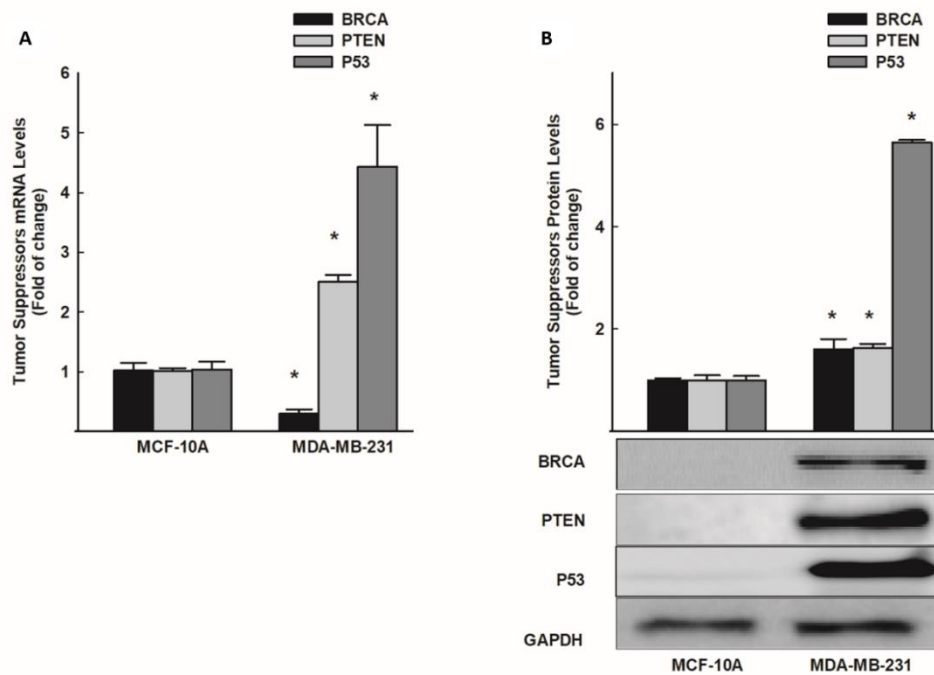 A
BRCA
PTEN
P53
Tumor Suppressors mRNA Levels
(Fold of change)
6
5
4
3
2
1
*
*
*
MCF-10A
MDA-MB-231
B
BRCA
PTEN
P53
Tumor Suppressors Protein Levels
(Fold of change)
6
4
2
*
*
*
BRCA
PTEN
P53
GAPDH
MCF-10A
MDA-MB-231